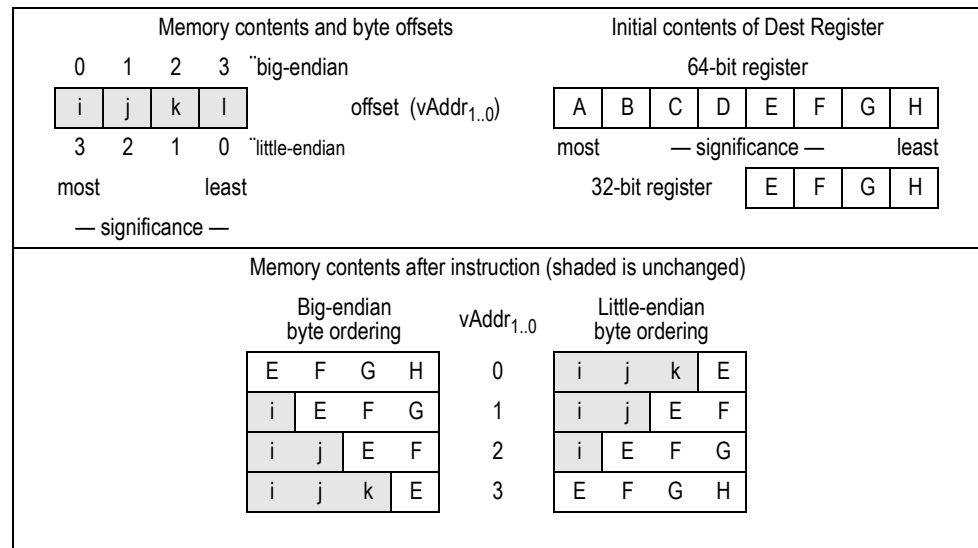 Memory contents and byte offsets
Initial contents of Dest Register
0 1 2 3 ¨big-endian
64-bit register
i j k l
offset (vAddr1..0)
A B C D E F G H
3 2 1 0 ¨little-endian
most — significance — least
most least
32-bit register E F G H
— significance —
Memory contents after instruction (shaded is unchanged)
Big-endian
byte ordering
vAddr1..0
Little-endian
byte ordering
E F G H 0 i j k E
i E F G 1 i j E F
i j E F 2 i E F G
i j k E 3 E F G H